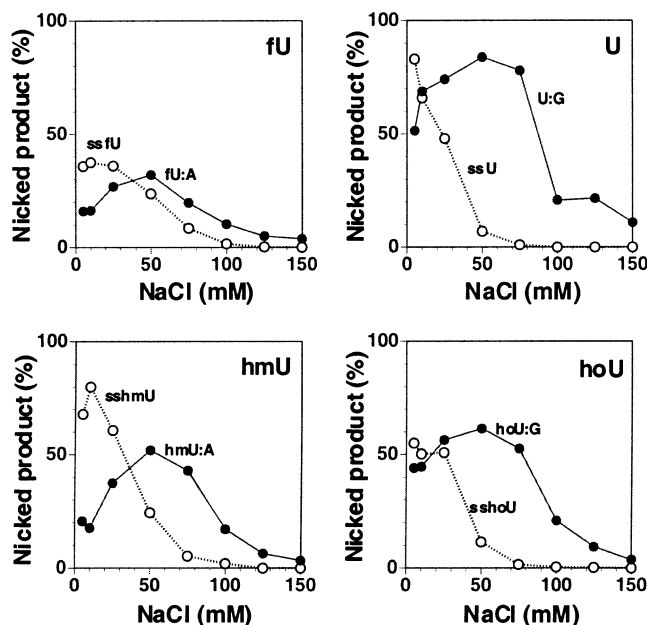 100
fU
Nicked product (%)
50
ssfU
fU:A
0
0 50 100 150
NaCl (mM)
100
U
Nicked product (%)
U:G
50
ssU
0
0 50 100 150
NaCl (mM)
100
hmU
Nicked product (%)
sshmU
50
hmU:A
0
0 50 100 150
NaCl (mM)
100
hoU
Nicked product (%)
hoU:G
50
sshoU
0
0 50 100 150
NaCl (mM)